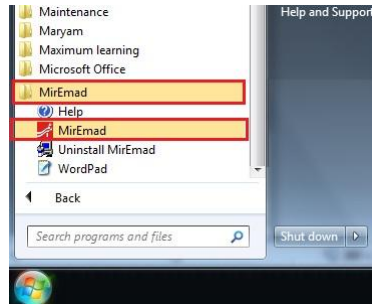 Maintenance
Help and Suppor
Maryam
Maximum learning
Microsoft Office
MirEmad
Help
MirEmad
Uninstall MirEmad
WordPad
Back
Search programs and files
Shut down